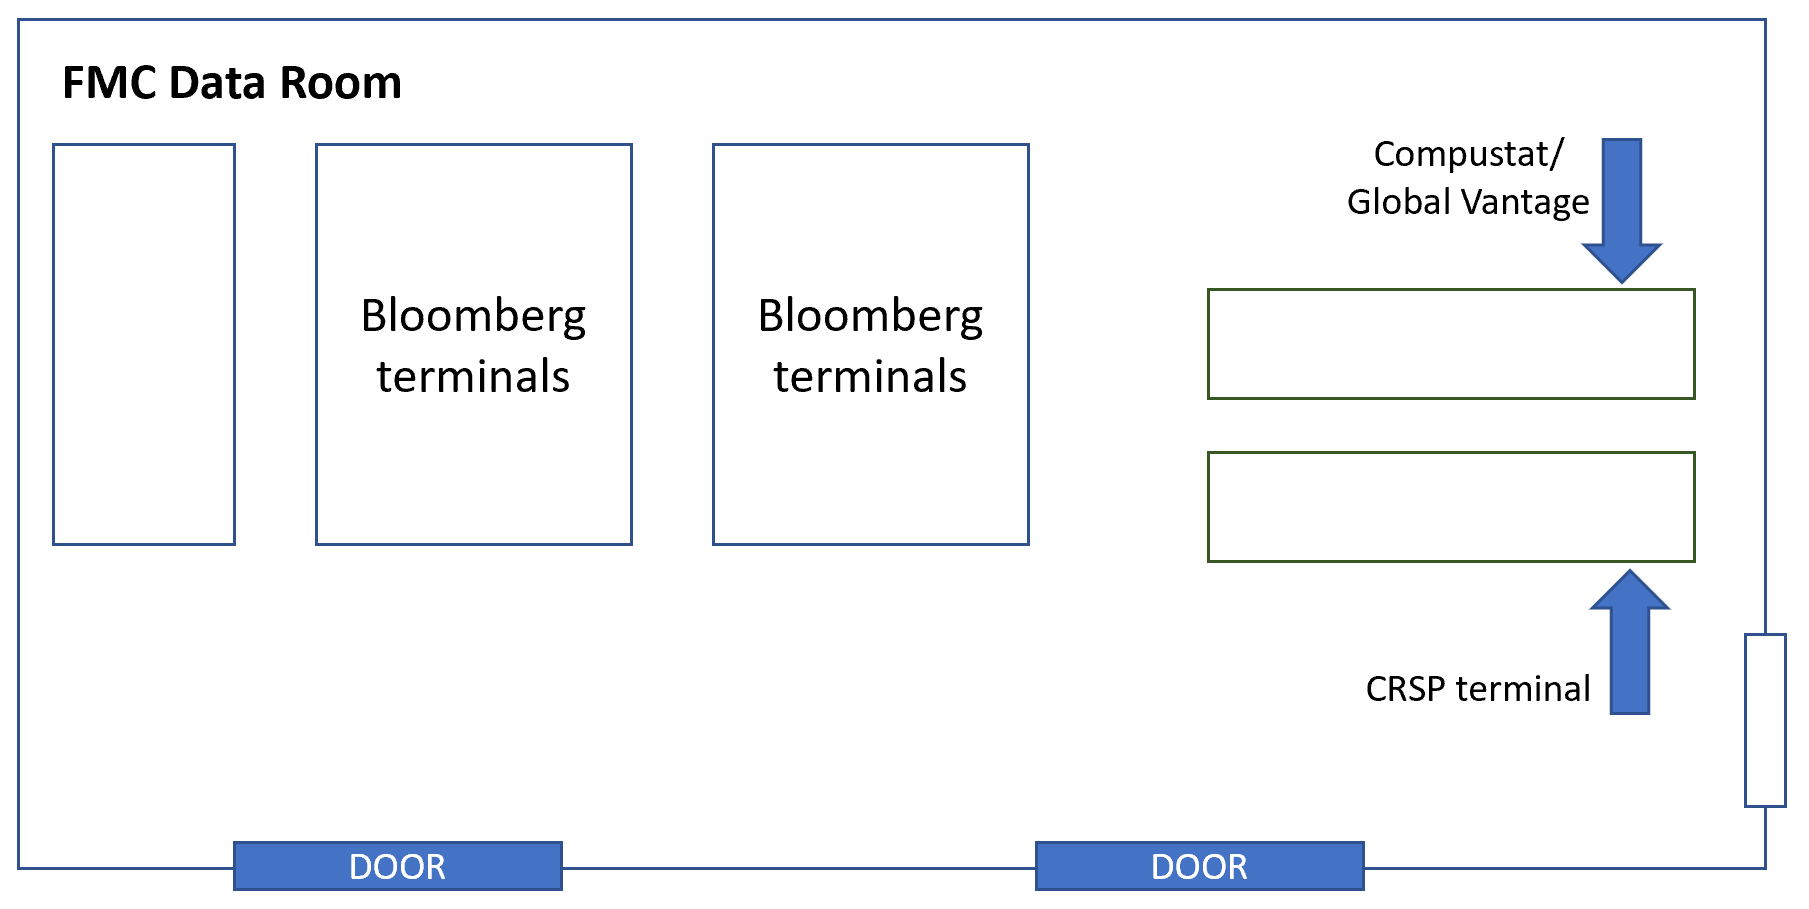 FMC Data Room
Compustat/
Global Vantage
Bloomberg
terminals
Bloomberg
terminals
CRSP terminal
DOOR
DOOR